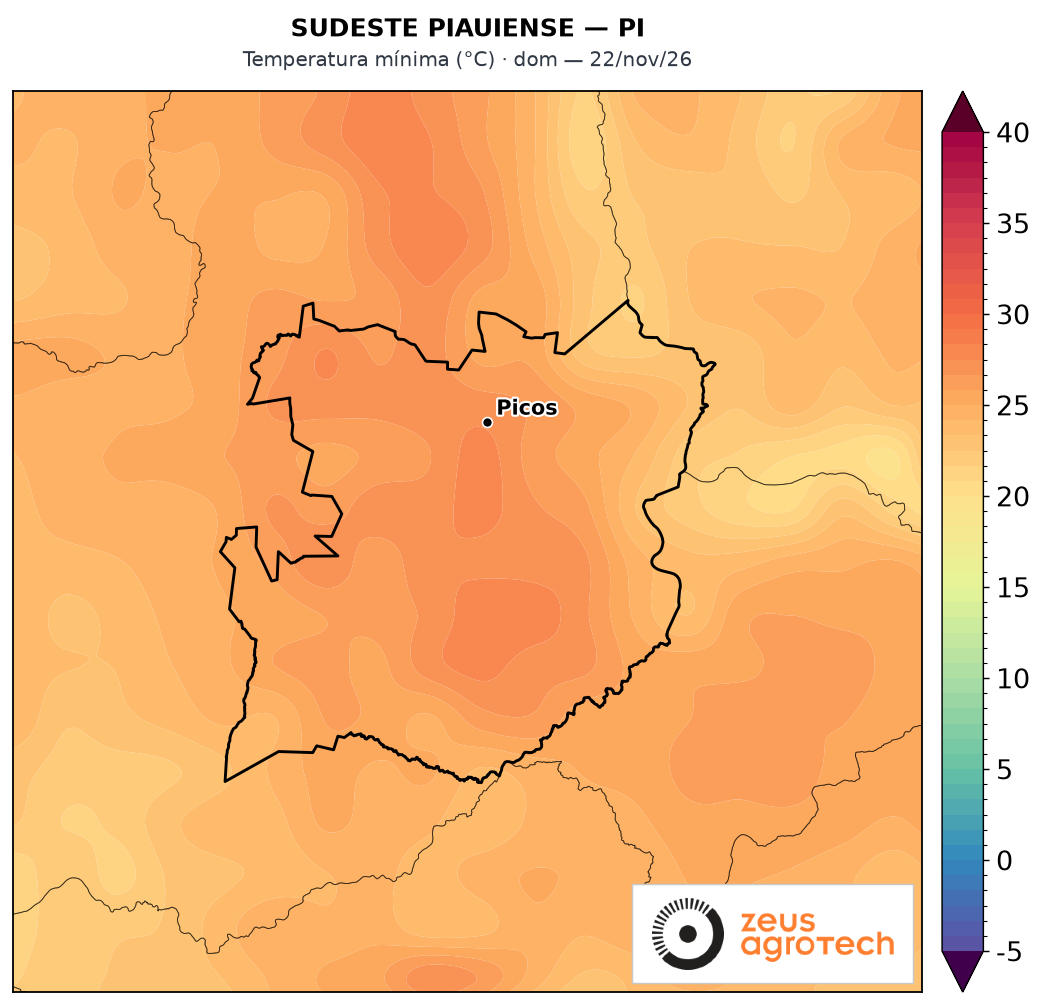 SUDESTE PIAUIENSE — PI
Temperatura mínima (°C) · dom — 22/nov/26
Picos
40
35
30
25
20
15
10
5
0
-5
zeus
agrotech